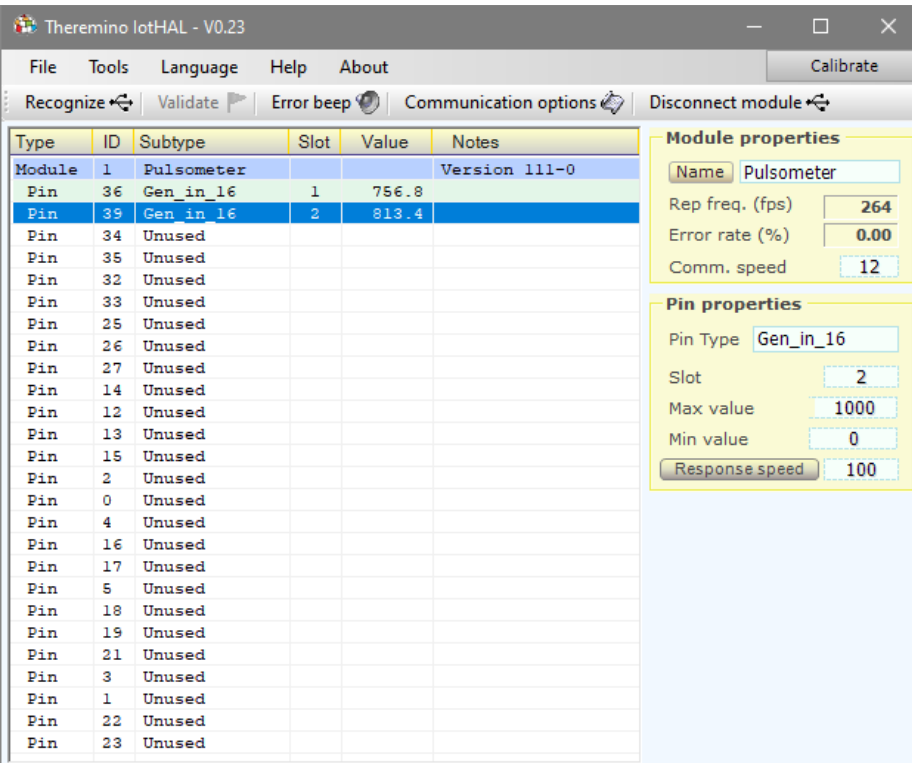 Theremino IotHAL - V0.23
File Tools Language Help About Calibrate
Recognize Validate Error beep Communication options Disconnect module
Type ID Subtype Slot Value Notes
Module 1 Pulsometer Version 111-0
Pin 36 Gen_in_16 1 756.8
Pin 39 Gen_in_16 2 813.4
Pin 34 Unused
Pin 35 Unused
Pin 32 Unused
Pin 33 Unused
Pin 25 Unused
Pin 26 Unused
Pin 27 Unused
Pin 14 Unused
Pin 12 Unused
Pin 13 Unused
Pin 15 Unused
Pin 2 Unused
Pin 0 Unused
Pin 4 Unused
Pin 16 Unused
Pin 17 Unused
Pin 5 Unused
Pin 18 Unused
Pin 19 Unused
Pin 21 Unused
Pin 3 Unused
Pin 1 Unused
Pin 22 Unused
Pin 23 Unused
Module properties
Name Pulsometer
Rep freq. (fps) 264
Error rate (%) 0.00
Comm. speed 12
Pin properties
Pin Type Gen_in_16
Slot 2
Max value 1000
Min value 0
Response speed 100